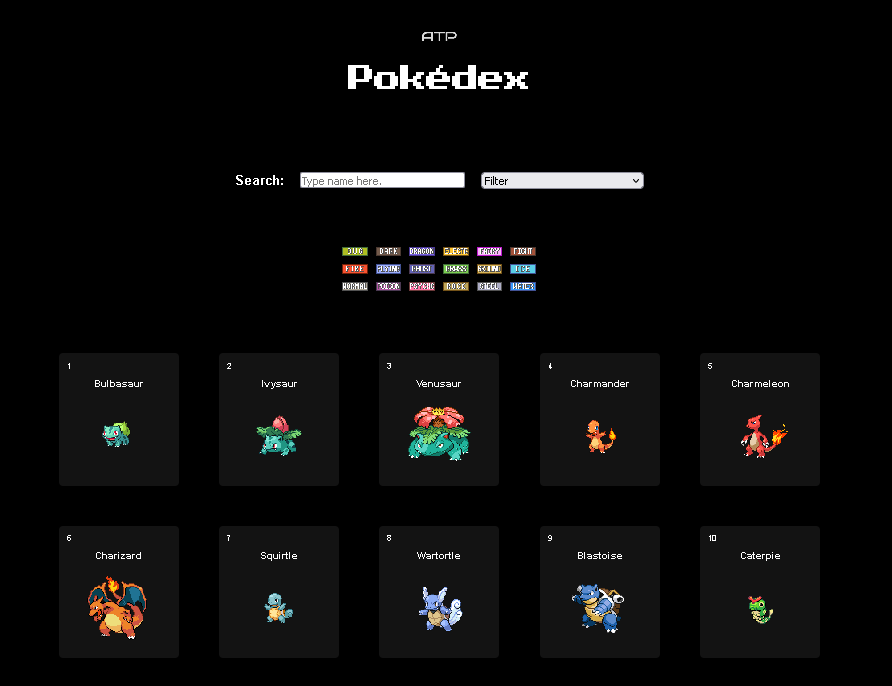 ATP
Pokédex
Search: Type name here. Filter
BUG DARK DRAGON ELECTR FAIRY FIGHT
FIRE FLYING GHOST GRASS GROUND ICE
NORMAL POISON PSYCHC ROCK STEEL WATER
1 2 3 4 5
Bulbasaur Ivysaur Venusaur Charmander Charmeleon
6 7 8 9 10
Charizard Squirtle Wartortle Blastoise Caterpie